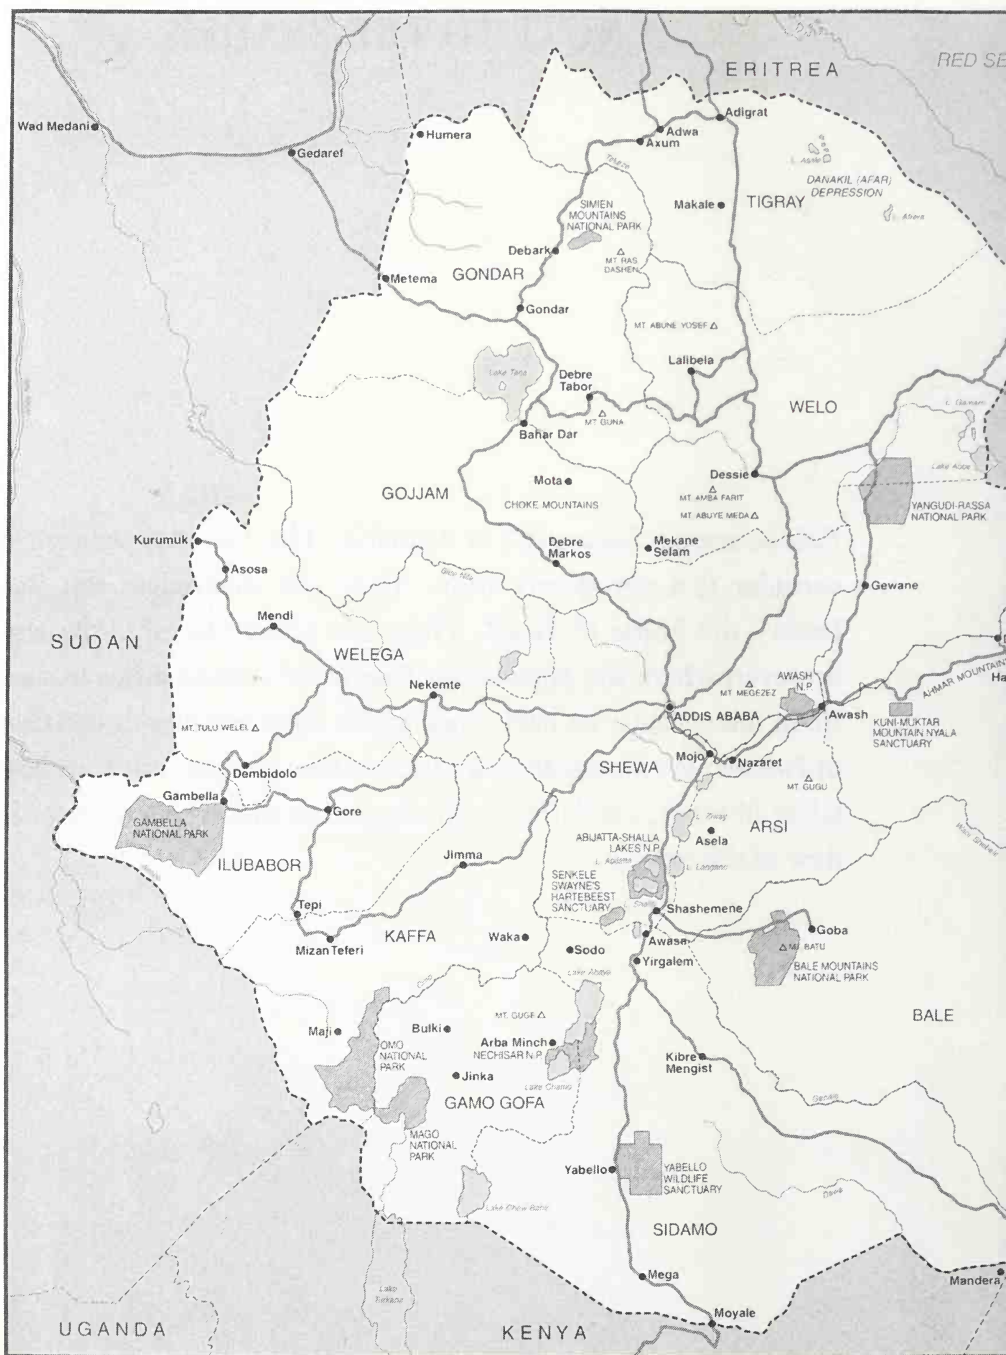 ERITREA
RED SE
Wad Medani
Gedaref
Humera
Adwa
Axum
Adigrat
DANAKIL (AFAR)
DEPRESSION
SIMIEN
MOUNTAINS
NATIONAL PARK
Makale
TIGRAY
Debark
MT. RAS
DASHEN
GONDAR
Metema
Gondar
MT. ABUNE YOSEF
Lalibela
Lake Tana
Debre
Tabor
MT. GUNA
WELO
Bahar Dar
Lake Abbe
Dessie
Mota
CHOKE MOUNTAINS
GOJJAM
MT. AMBA FARIT
MT. ABUYE MEDA
YANGUDI-RASSA
NATIONAL PARK
Kurumuk
Asosa
Debre
Markos
Mekane
Selam
Gewane
Mendi
SUDAN
WELEGA
Nekemte
MT. MEGEZEZ
AWASH
N.P.
AHMAR MOUNTAINS
Ha
ADDIS ABABA
Awash
KUNI-MUKTAR
MOUNTAIN NYALA
SANCTUARY
MT. TULU WELEL
Dembidolo
SHEWA
Mojo
Nazaret
MT. GUGU
Gambella
Gore
GAMBELLA
NATIONAL PARK
ILUBABOR
L. Ziway
ARSI
Asela
ABIJATTA-SHALLA
LAKES N.P.
L. Langano
Jimma
SENKELE
SWAYNE'S
HARTEBEEST
SANCTUARY
Tepi
Shashemene
Mizan Teferi
KAFFA
Waka
Sodo
Awasa
Yirgalem
Goba
MT. BATU
BALE MOUNTAINS
NATIONAL PARK
Lake Abaya
Maji
OMO
NATIONAL
PARK
Bulki
MT. GUGE
Arba Minch
NECHISAR N.P.
BALE
Jinka
Lake Chamo
Kibre
Mengist
GAMO GOFA
MAGO
NATIONAL
PARK
Yabello
YABELLO
WILDLIFE
SANCTUARY
Lake Chew Bahir
SIDAMO
Mega
Mandera
Lake
Turkana
Moyale
UGANDA
KENYA